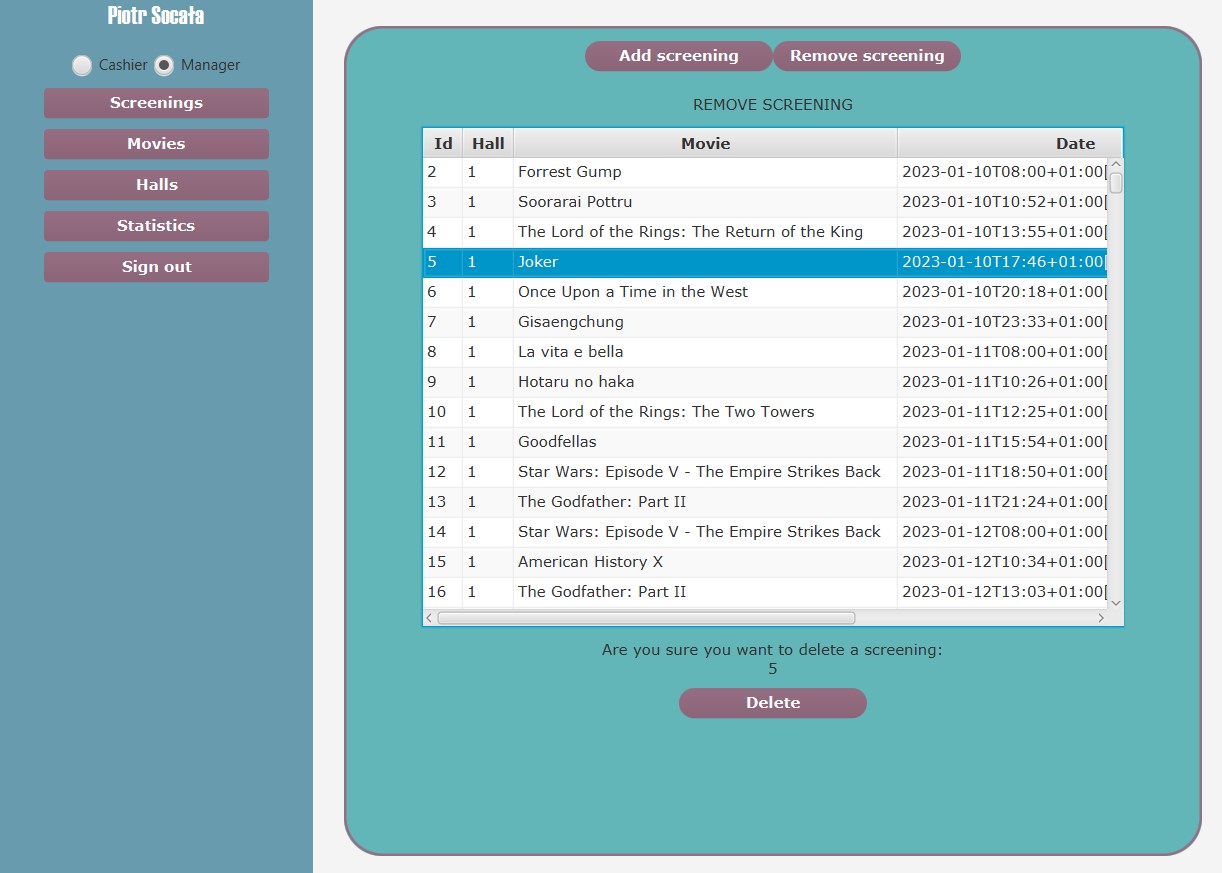 Piotr Socała
Cashier Manager
Screenings
Movies
Halls
Statistics
Sign out
Add screening Remove screening
REMOVE SCREENING
Id Hall Movie Date
2 1 Forrest Gump 2023-01-10T08:00+01:00[
3 1 Soorarai Pottru 2023-01-10T10:52+01:00[
4 1 The Lord of the Rings: The Return of the King 2023-01-10T13:55+01:00[
5 1 Joker 2023-01-10T17:46+01:00[
6 1 Once Upon a Time in the West 2023-01-10T20:18+01:00[
7 1 Gisaengchung 2023-01-10T23:33+01:00[
8 1 La vita e bella 2023-01-11T08:00+01:00[
9 1 Hotaru no haka 2023-01-11T10:26+01:00[
10 1 The Lord of the Rings: The Two Towers 2023-01-11T12:25+01:00[
11 1 Goodfellas 2023-01-11T15:54+01:00[
12 1 Star Wars: Episode V - The Empire Strikes Back 2023-01-11T18:50+01:00[
13 1 The Godfather: Part II 2023-01-11T21:24+01:00[
14 1 Star Wars: Episode V - The Empire Strikes Back 2023-01-12T08:00+01:00[
15 1 American History X 2023-01-12T10:34+01:00[
16 1 The Godfather: Part II 2023-01-12T13:03+01:00[
Are you sure you want to delete a screening:
5
Delete